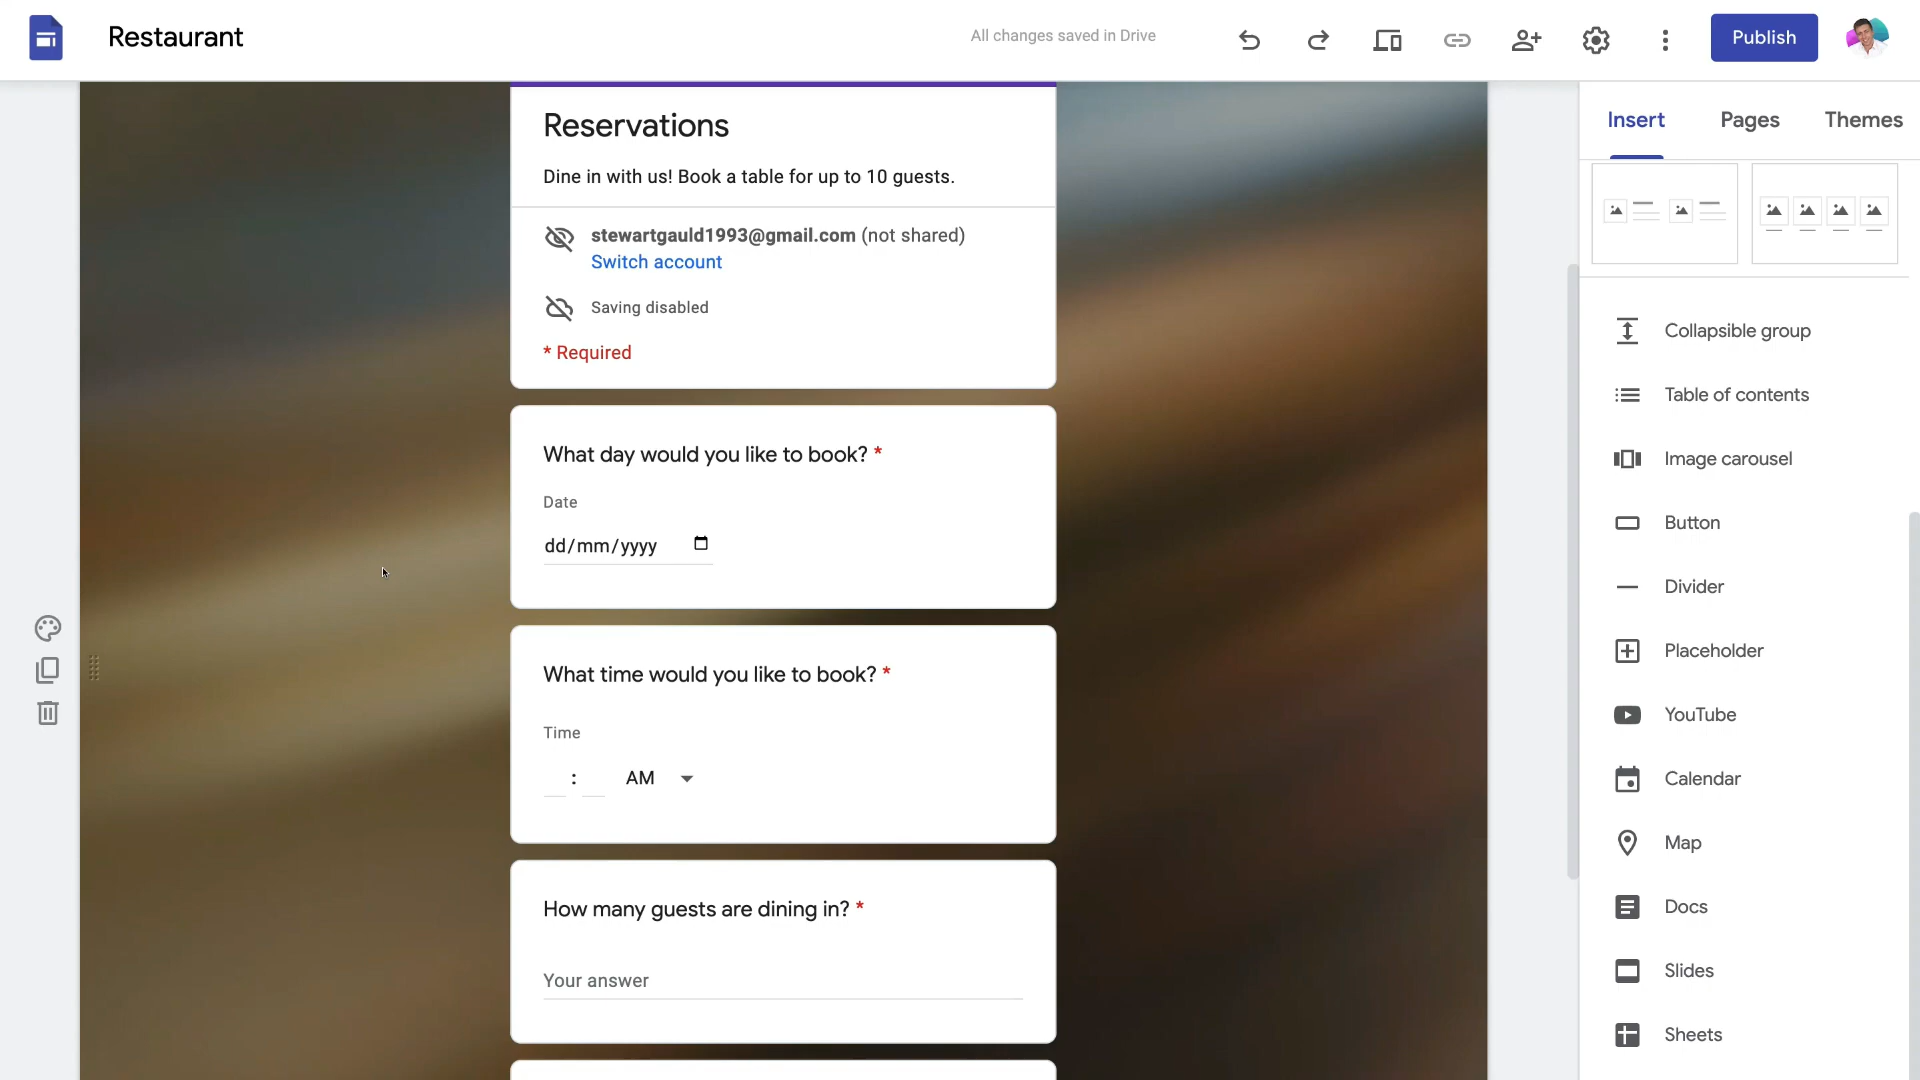 Restaurant
All changes saved in Drive
Publish
Insert
Pages
Themes
Reservations
Dine in with us! Book a table for up to 10 guests.
stewartgauld1993@gmail.com (not shared)
Switch account
Saving disabled
* Required
What day would you like to book? *
Date
dd/mm/yyyy
What time would you like to book? *
Time
: AM
How many guests are dining in? *
Your answer
Collapsible group
Table of contents
Image carousel
Button
Divider
Placeholder
YouTube
Calendar
Map
Docs
Slides
Sheets